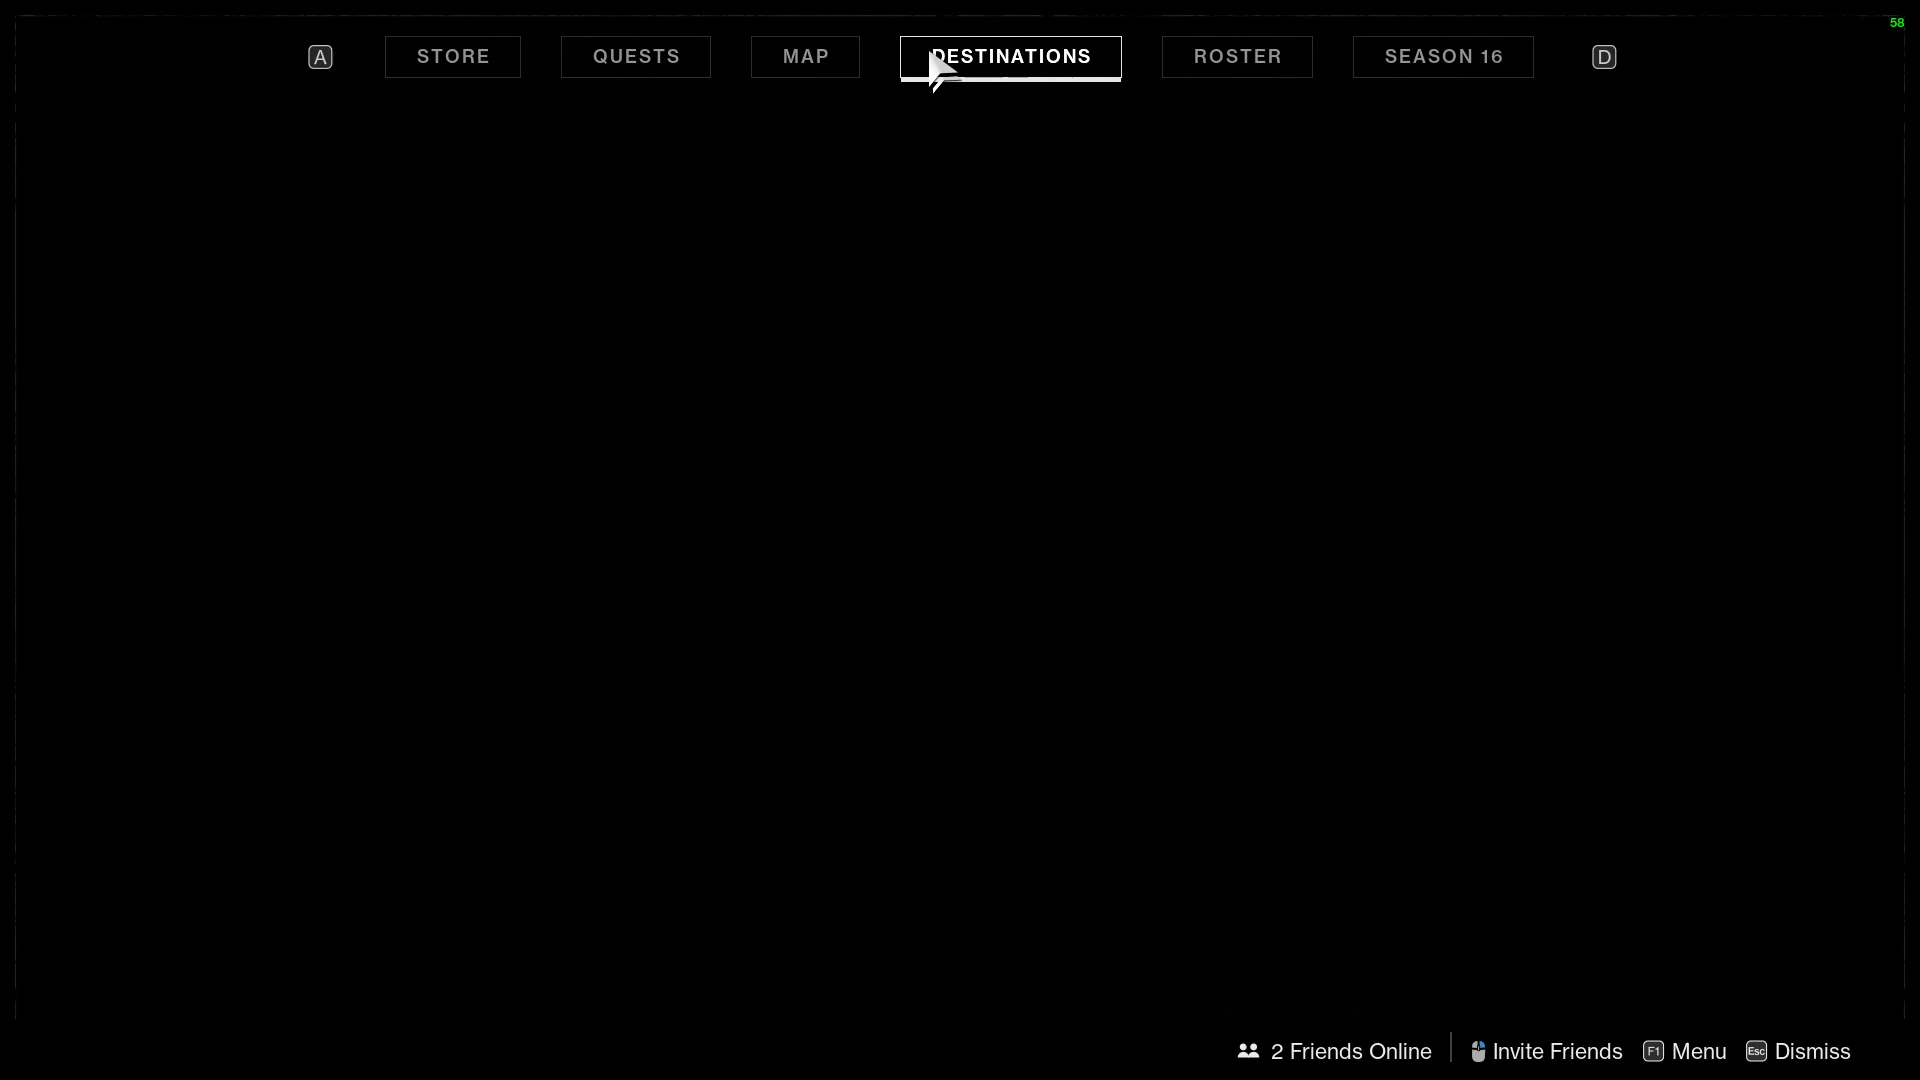 58
A STORE QUESTS MAP DESTINATIONS ROSTER SEASON 16 D
2 Friends Online Invite Friends F1 Menu Esc Dismiss